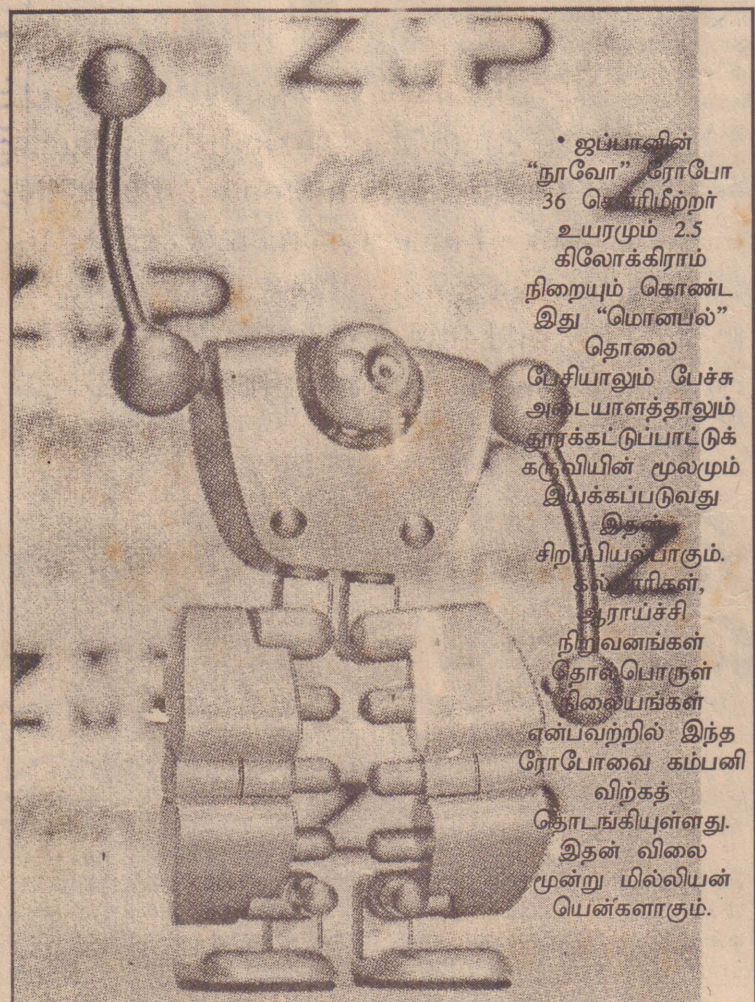 • ஜப்பானின்
“நூவோ” ரோபோ
36 சென்ரிமீற்றர்
உயரமும் 2.5
கிலோக்கிராம்
நிறையும் கொண்ட
இது “மொனபல்”
தொலை
பேசியாலும் பேச்சு
அடையாளத்தாலும்
தூரக்கட்டுப்பாட்டுக்
கருவியின் மூலமும்
இயக்கப்படுவது
இதன்
சிறப்பியல்பாகும்.
கல்லூரிகள்,
ஆராய்ச்சி
நிறுவனங்கள்
தொல்பொருள்
நிலையங்கள்
என்பவற்றில் இந்த
ரோபோவை கம்பனி
விற்கத்
தொடங்கியுள்ளது.
இதன் விலை
மூன்று மில்லியன்
யென்களாகும்.